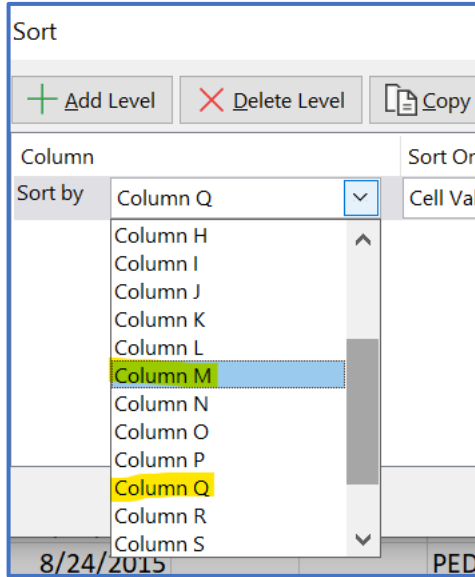 Sort
Add Level Delete Level Copy
Column Sort Or
Sort by Column Q Cell Val
Column H
Column I
Column J
Column K
Column L
Column M
Column N
Column O
Column P
Column Q
Column R
Column S
8/24/2015 PED